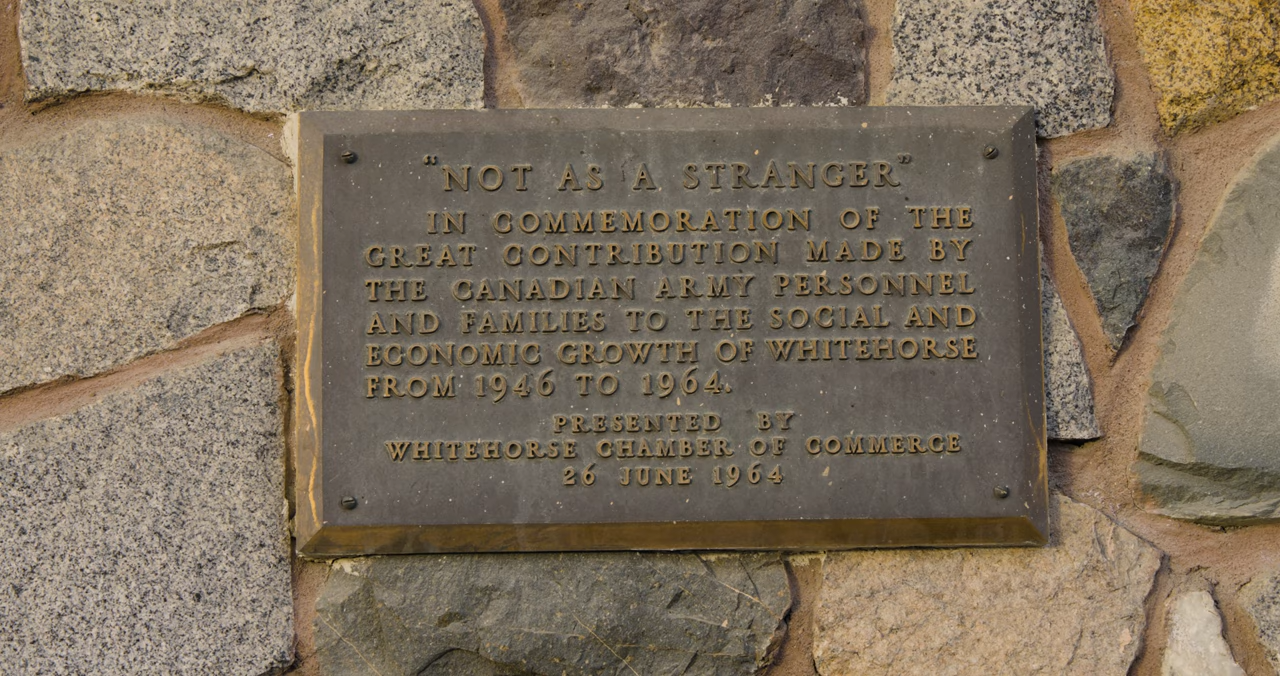 “NOT AS A STRANGER”
IN COMMEMORATION OF THE
GREAT CONTRIBUTION MADE BY
THE CANADIAN ARMY PERSONNEL
AND FAMILIES TO THE SOCIAL AND
ECONOMIC GROWTH OF WHITEHORSE
FROM 1946 TO 1964.
PRESENTED BY
WHITEHORSE CHAMBER OF COMMERCE
26 JUNE 1964